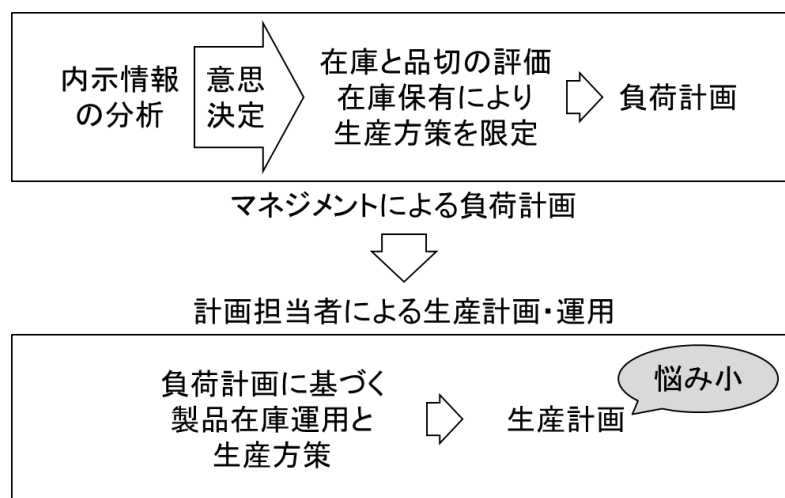 内示情報
の分析
意思
決定
在庫と品切の評価
在庫保有により
生産方策を限定
負荷計画
マネジメントによる負荷計画
計画担当者による生産計画・運用
負荷計画に基づく
製品在庫運用と
生産方策
生産計画
悩み小